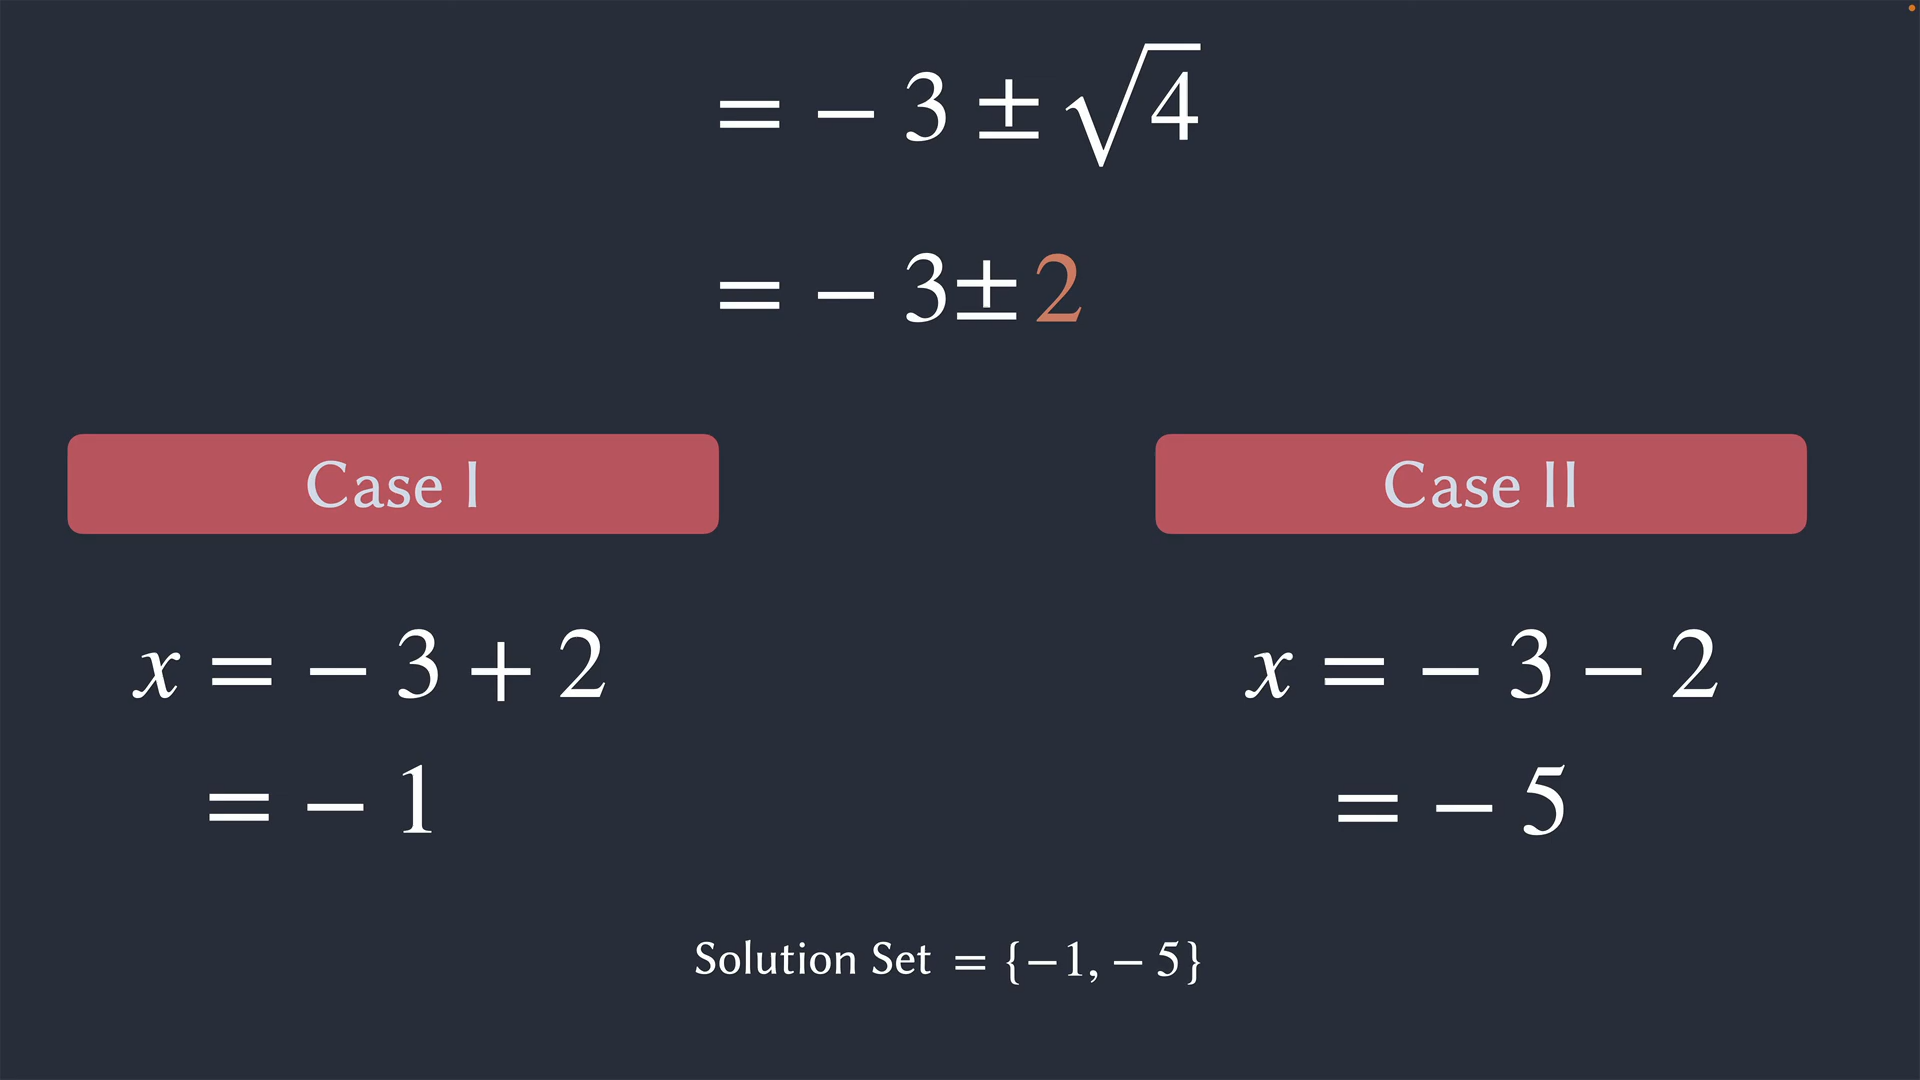 = − 3 ± √4
= − 3± 2
Case I
x = − 3 + 2
= − 1
Case II
x = − 3 − 2
= − 5
Solution Set = {−1, − 5}